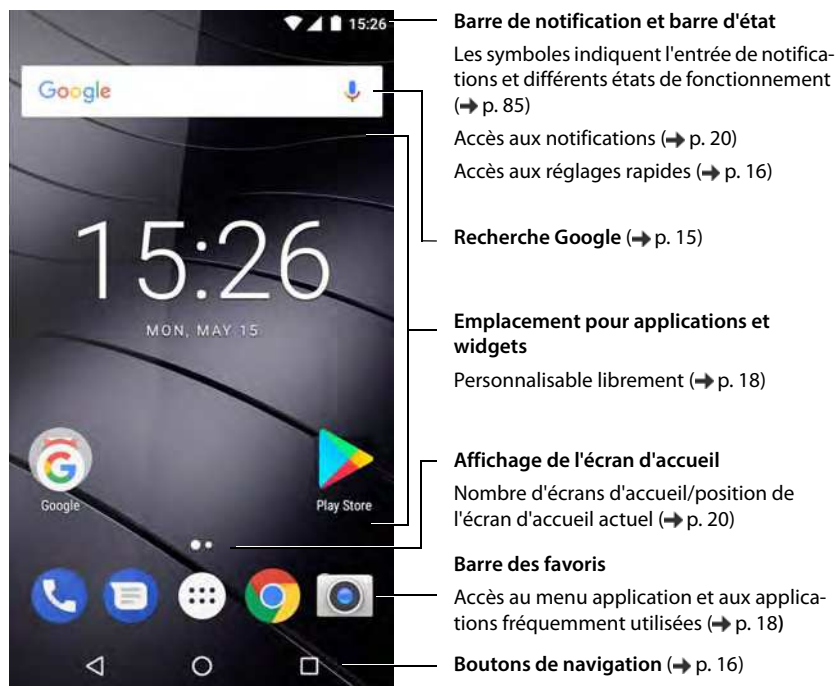 15:26
Google
15:26
MON, MAY 15
Google
Play Store
Barre de notification et barre d'état
Les symboles indiquent l'entrée de notifica-
tions et différents états de fonctionnement
(➔ p. 85)
Accès aux notifications (➔ p. 20)
Accès aux réglages rapides (➔ p. 16)
Recherche Google (➔ p. 15)
Emplacement pour applications et
widgets
Personnalisable librement (➔ p. 18)
Affichage de l'écran d'accueil
Nombre d'écrans d'accueil/position de
l'écran d'accueil actuel (➔ p. 20)
Barre des favoris
Accès au menu application et aux applica-
tions fréquemment utilisées (➔ p. 18)
Boutons de navigation (➔ p. 16)